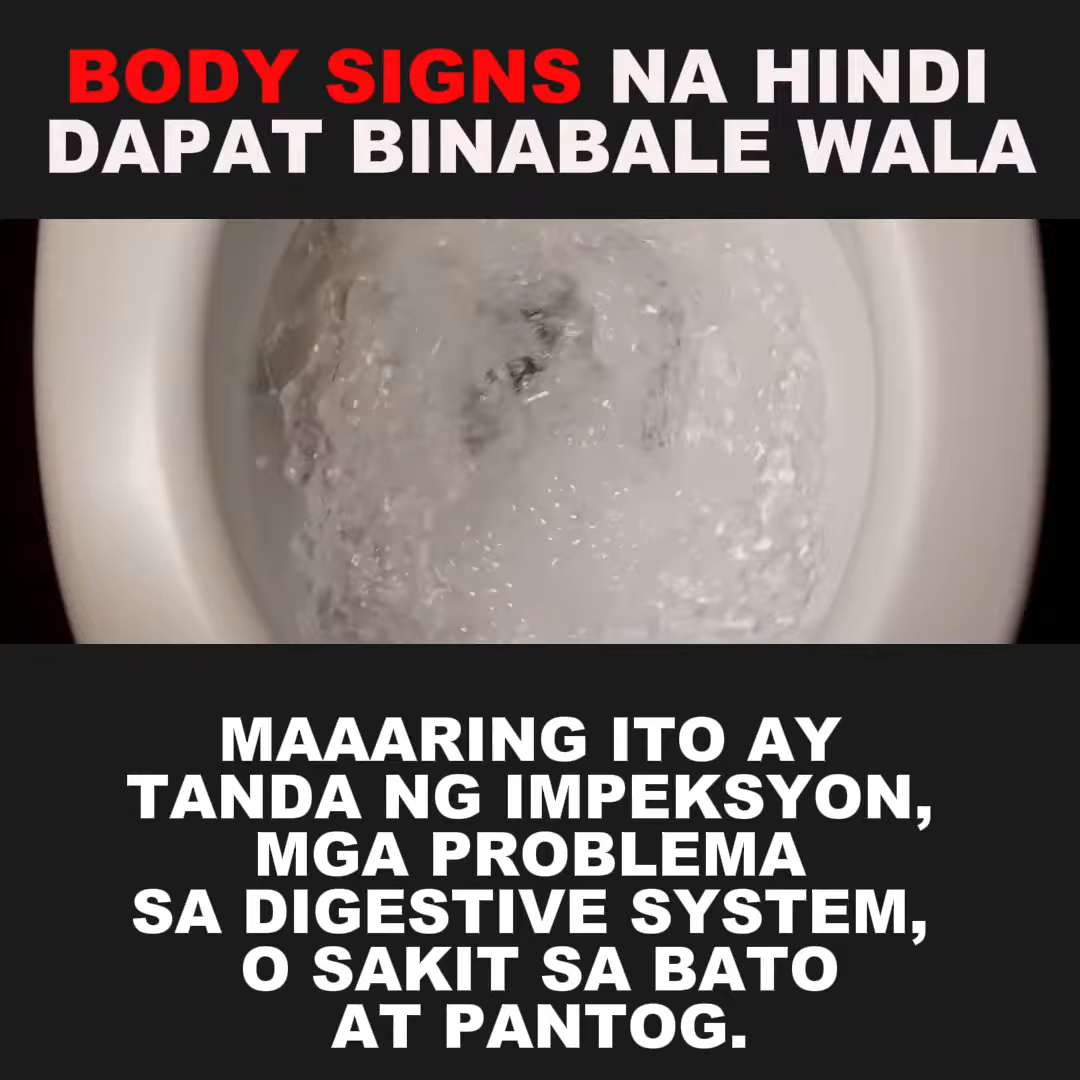 BODY SIGNS NA HINDI
DAPAT BINABALE WALA
MAAARING ITO AY
TANDA NG IMPEKSYON,
MGA PROBLEMA
SA DIGESTIVE SYSTEM,
O SAKIT SA BATO
AT PANTOG.